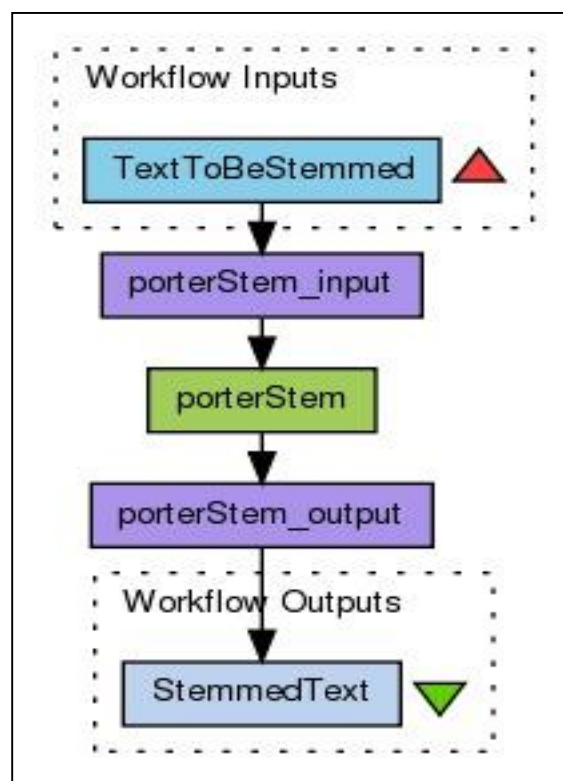 Workflow Inputs
TextToBeStemmed
porterStem_input
porterStem
porterStem_output
Workflow Outputs
StemmedText